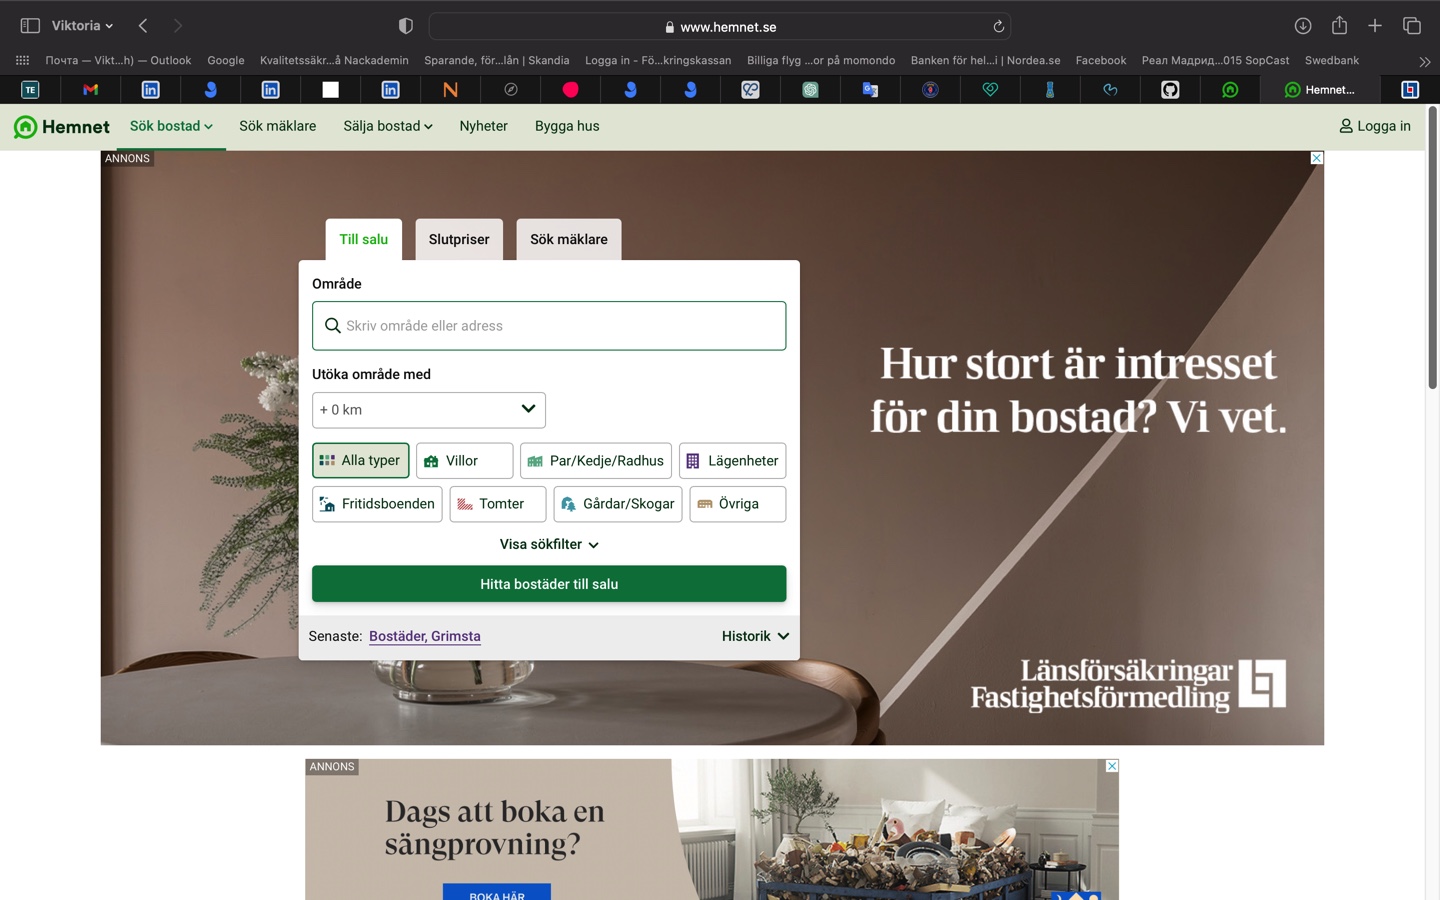 Viktoria
www.hemnet.se
Почта — Vikt...h) — Outlook
Google
Kvalitetssäkr...å Nackademin
Sparande, för...lån | Skandia
Logga in - Fö...kringskassan
Billiga flyg ...or på momondo
Banken för hel...i | Nordea.se
Facebook
Реал Мадрид...015 SopCast
Swedbank
TE
Hemnet...
Hemnet
Sök bostad
Sök mäklare
Sälja bostad
Nyheter
Bygga hus
Logga in
ANNONS
Till salu
Slutpriser
Sök mäklare
Område
Skriv område eller adress
Utöka område med
+ 0 km
Alla typer
Villor
Par/Kedje/Radhus
Lägenheter
Fritidsboenden
Tomter
Gårdar/Skogar
Övriga
Visa sökfilter
Hitta bostäder till salu
Senaste: Bostäder, Grimsta
Historik
Hur stort är intresset
för din bostad? Vi vet.
Länsförsäkringar
Fastighetsförmedling
ANNONS
Dags att boka en
sängprovning?
BOKA HÄR